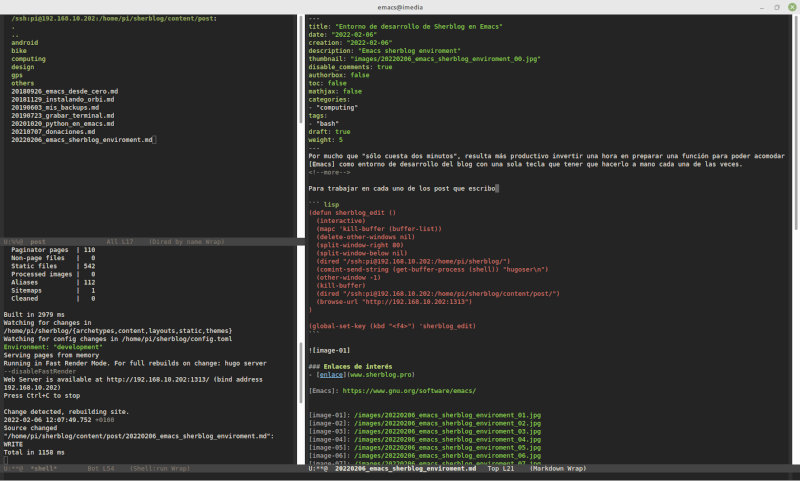 emacs@imedia
/ssh:pi@192.168.10.202:/home/pi/sherblog/content/post:
.
..
android
bike
computing
design
gps
others
20180926_emacs_desde_cero.md
20181129_instalando_orbi.md
20190603_mis_backups.md
20190723_grabar_terminal.md
20201020_python_en_emacs.md
20210707_donaciones.md
20220206_emacs_sherblog_enviroment.md
U:%%@  post  All L17  (Dired by name Wrap)
Paginator pages | 110
Non-page files | 0
Static files | 542
Processed images | 0
Aliases | 112
Sitemaps | 1
Cleaned | 0
Built in 2979 ms
Watching for changes in
/home/pi/sherblog/{archetypes,content,layouts,static,themes}
Watching for config changes in /home/pi/sherblog/config.toml
Environment: "development"
Serving pages from memory
Running in Fast Render Mode. For full rebuilds on change: hugo server
--disableFastRender
Web Server is available at http://192.168.10.202:1313/ (bind address
192.168.10.202)
Press Ctrl+C to stop
Change detected, rebuilding site.
2022-02-06 12:07:49.752 +0100
Source changed
"/home/pi/sherblog/content/post/20220206_emacs_sherblog_enviroment.md":
WRITE
Total in 1158 ms
U:**@  *shell*  Bot L54  (Shell:run Wrap)
---
title: "Entorno de desarrollo de Sherblog en Emacs"
date: "2022-02-06"
creation: "2022-02-06"
description: "Emacs sherblog enviroment"
thumbnail: "images/20220206_emacs_sherblog_enviroment_00.jpg"
disable_comments: true
authorbox: false
toc: false
mathjax: false
categories:
- "computing"
tags:
- "bash"
draft: true
weight: 5
---
Por mucho que "sólo cuesta dos minutos", resulta más productivo invertir una hora en preparar una función para poder acomodar
[Emacs] como entorno de desarrollo del blog con una sola tecla que tener que hacerlo a mano cada una de las veces.
<!--more-->
Para trabajar en cada uno de los post que escribo
``` lisp
(defun sherblog_edit ()
(interactive)
(mapc 'kill-buffer (buffer-list))
(delete-other-windows nil)
(split-window-right 80)
(split-window-below nil)
(dired "/ssh:pi@192.168.10.202:/home/pi/sherblog/")
(comint-send-string (get-buffer-process (shell)) "hugoser\n")
(other-window -1)
(kill-buffer)
(dired "/ssh:pi@192.168.10.202:/home/pi/sherblog/content/post/")
(browse-url "http://192.168.10.202:1313")
)
(global-set-key (kbd "<f4>") 'sherblog_edit)
```
![image-01]
### Enlaces de interés
- [enlace](www.sherblog.pro)
[Emacs]: https://www.gnu.org/software/emacs/
[image-01]: /images/20220206_emacs_sherblog_enviroment_01.jpg
[image-02]: /images/20220206_emacs_sherblog_enviroment_02.jpg
[image-03]: /images/20220206_emacs_sherblog_enviroment_03.jpg
[image-04]: /images/20220206_emacs_sherblog_enviroment_04.jpg
[image-05]: /images/20220206_emacs_sherblog_enviroment_05.jpg
[image-06]: /images/20220206_emacs_sherblog_enviroment_06.jpg
[image-07]: /images/20220206_emacs_sherblog_enviroment_07.jpg
U:**@  20220206_emacs_sherblog_enviroment.md  Top L21  (Markdown Wrap)